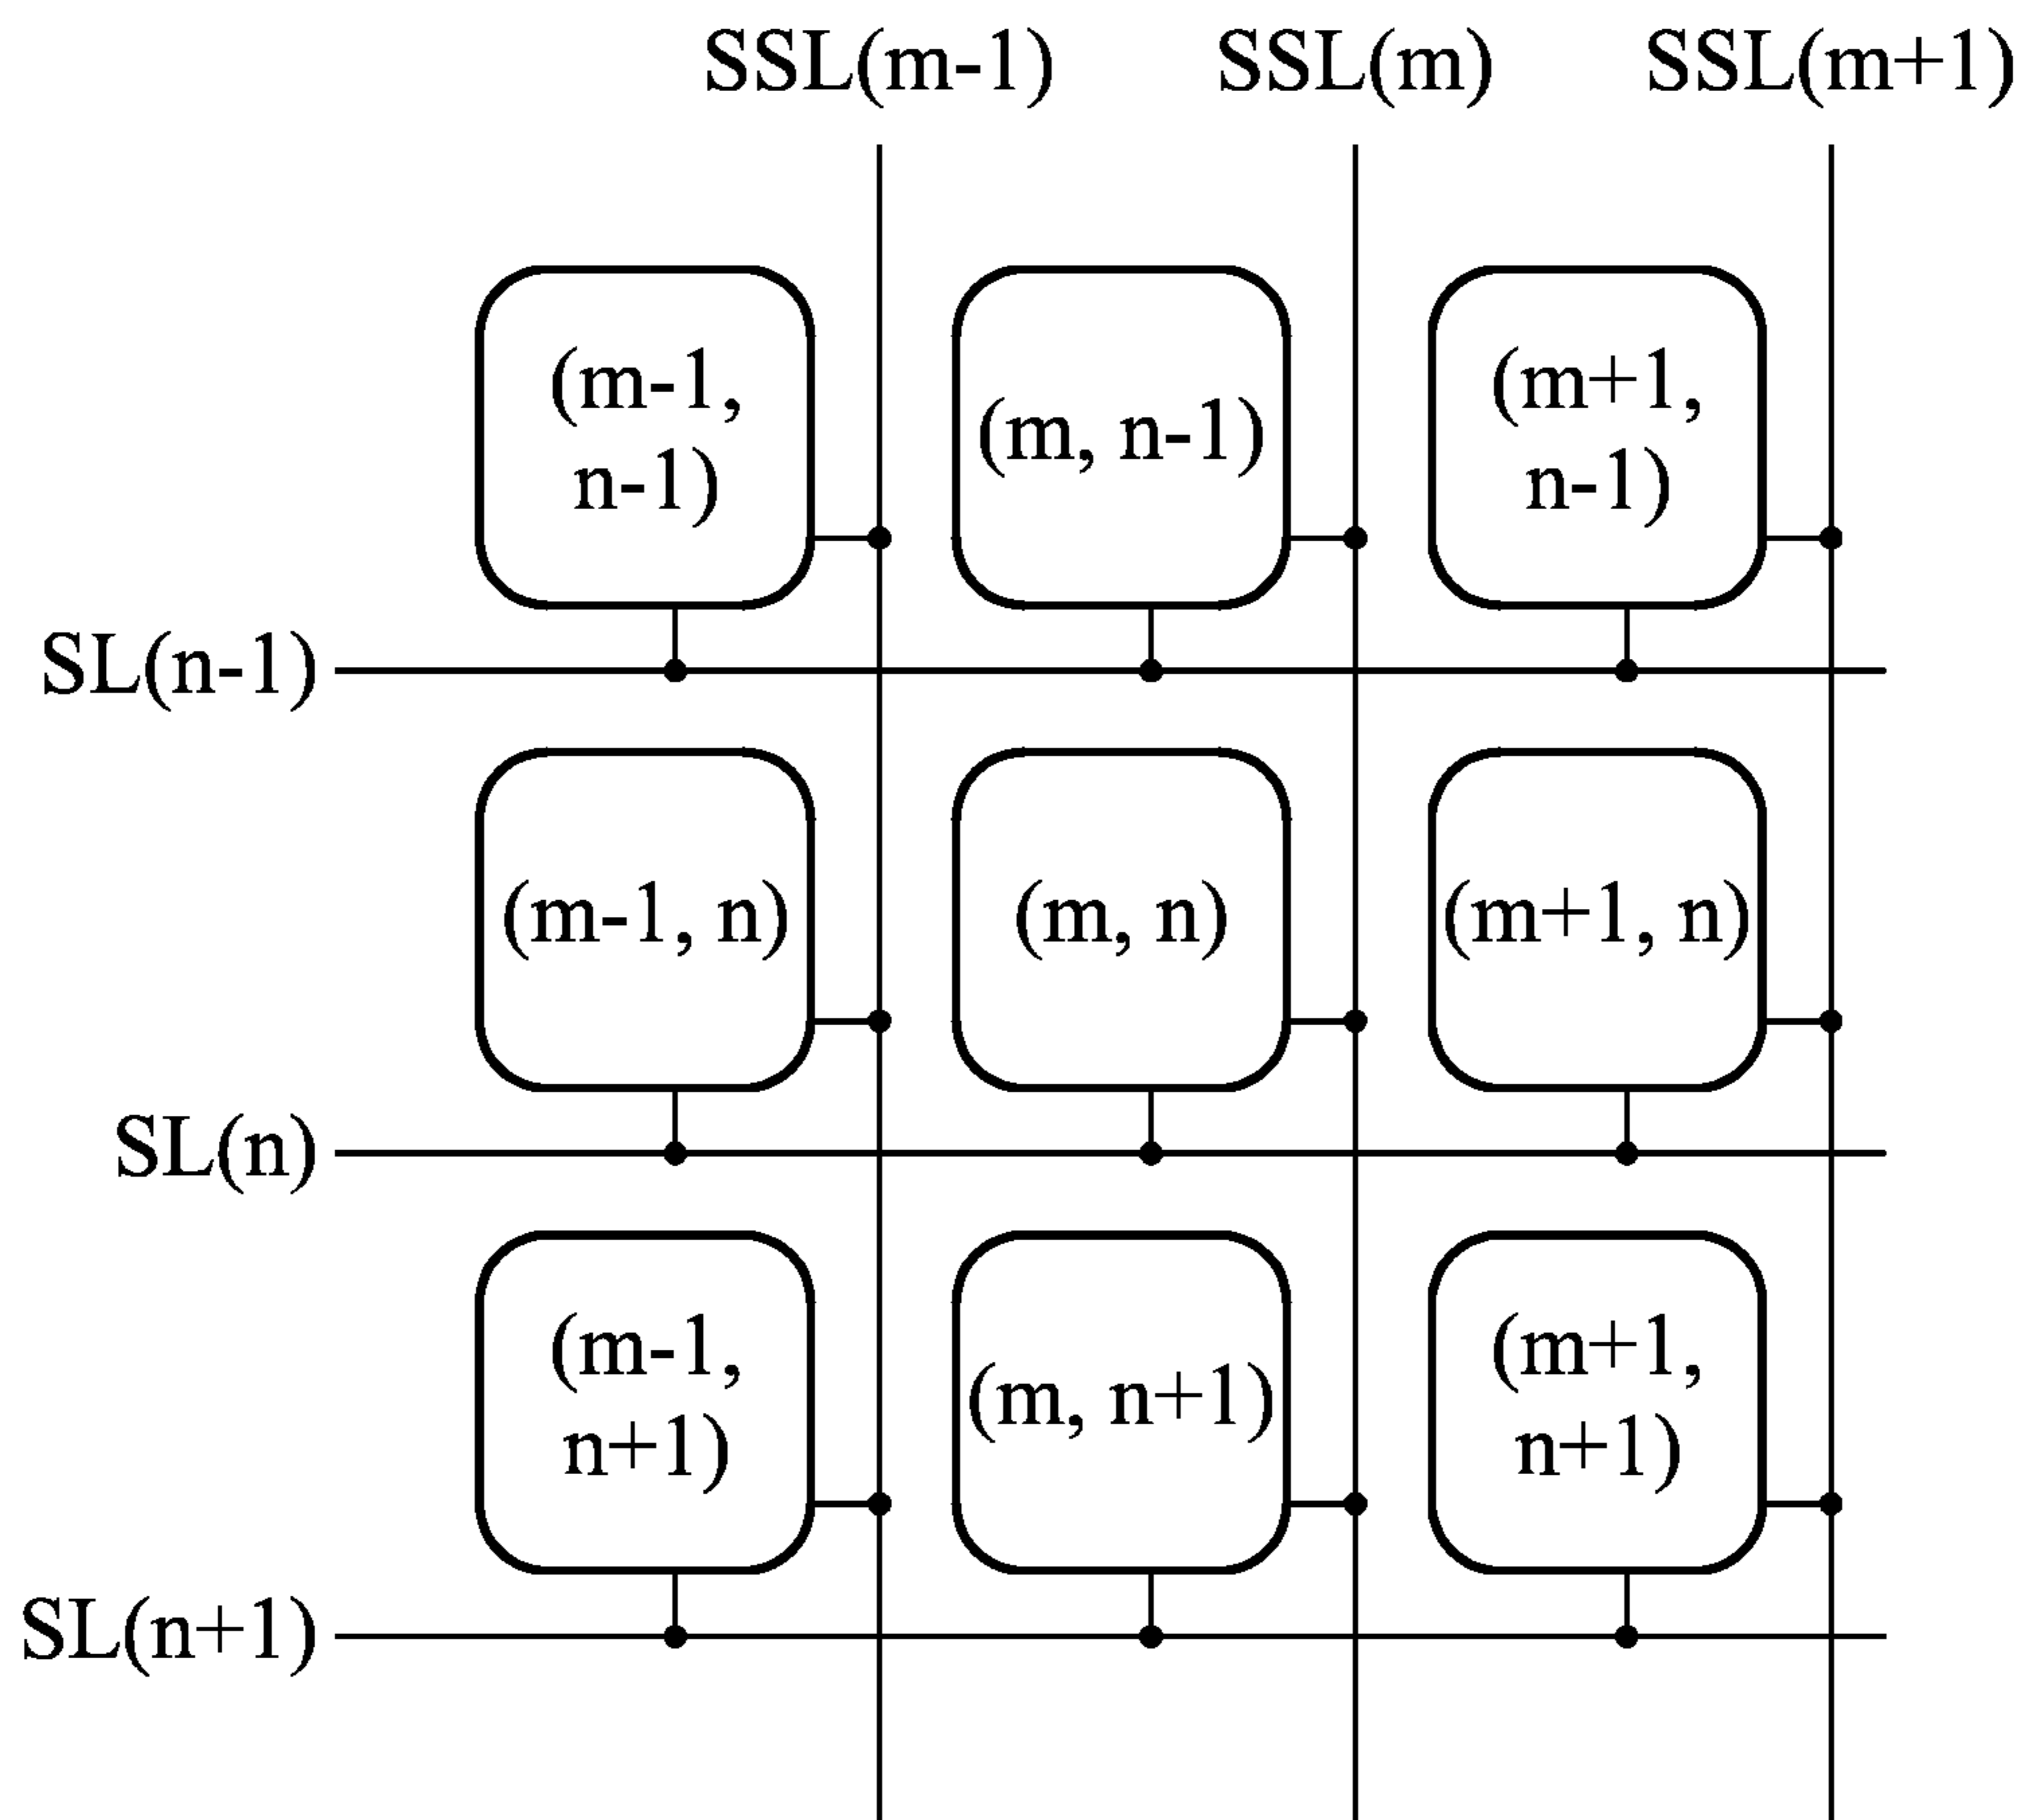 SSL(m-1) SSL(m) SSL(m+1)
(m-1,
n-1)
(m, n-1)
(m+1,
n-1)
SL(n-1)
(m-1, n)
(m, n)
(m+1, n)
SL(n)
(m-1,
n+1)
(m, n+1)
(m+1,
n+1)
SL(n+1)